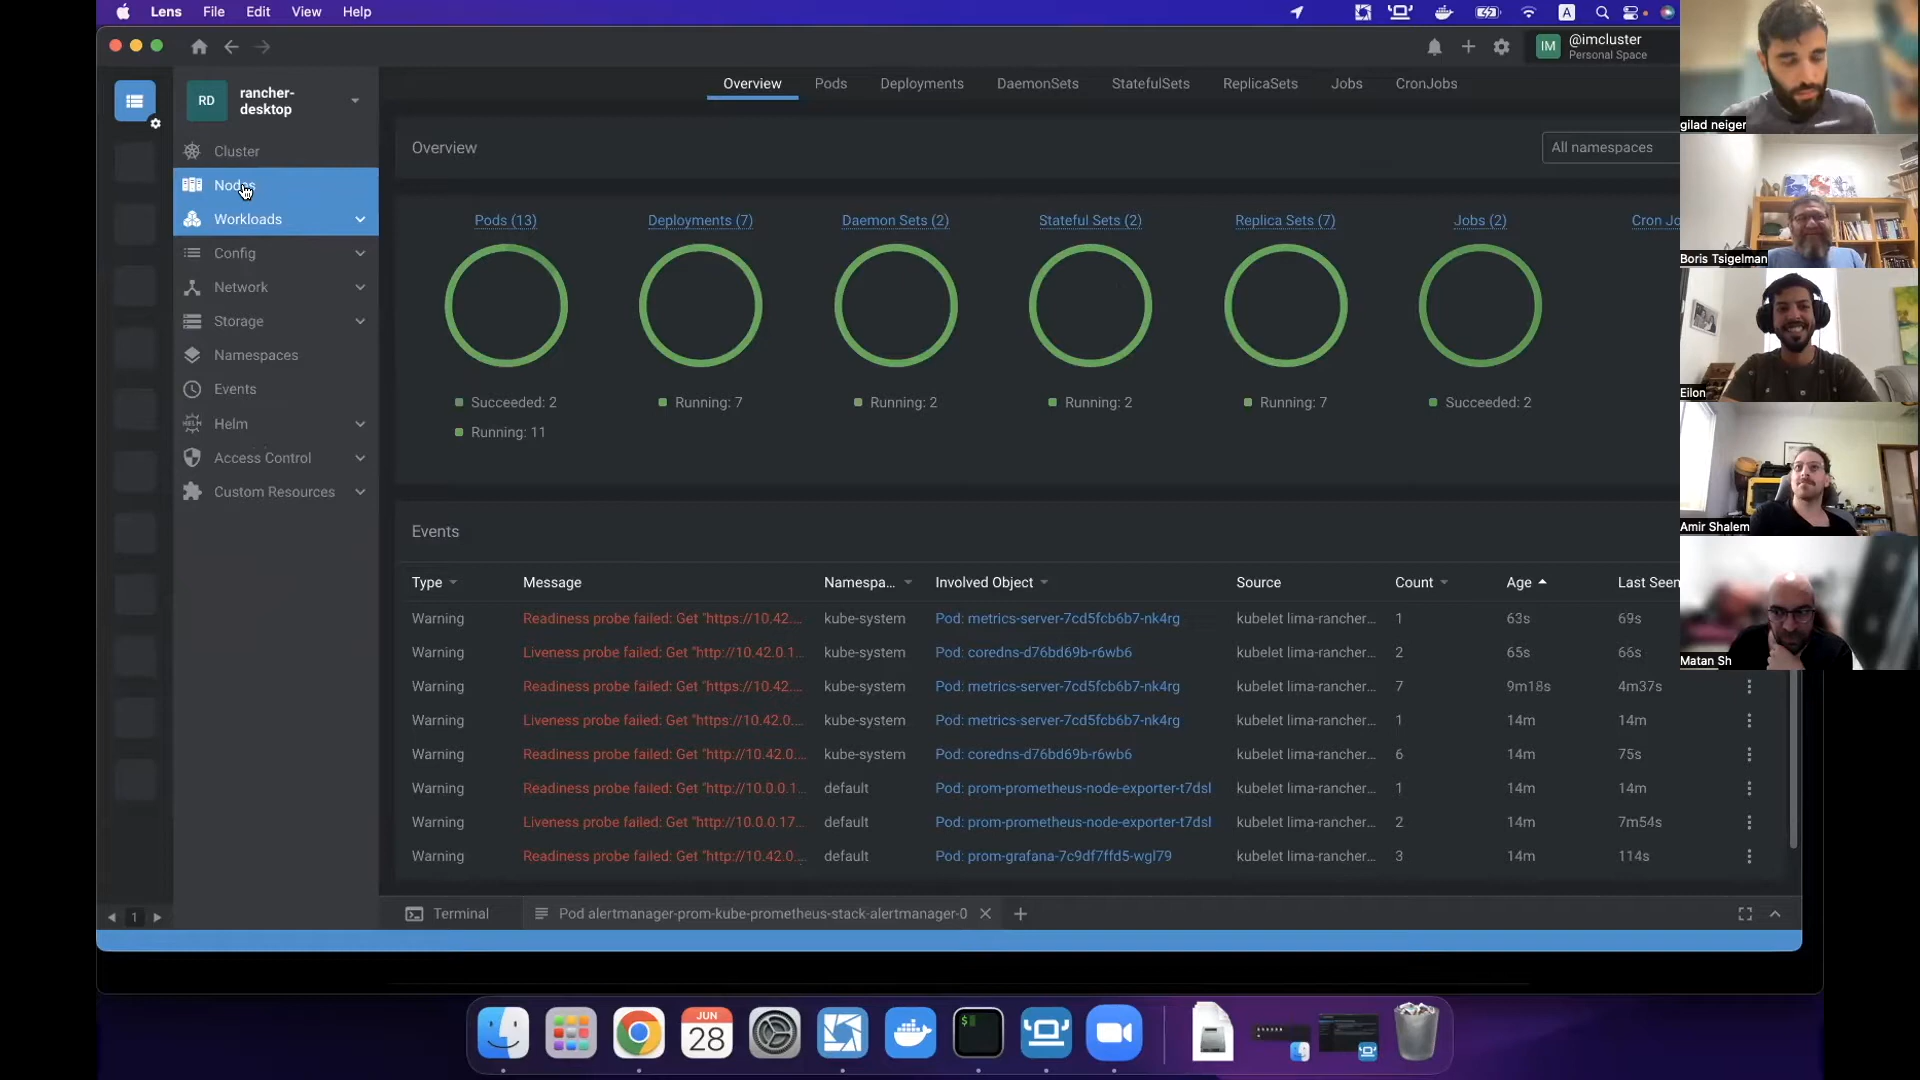 Lens File Edit View Help
A
IM @imcluster
Personal Space
RD rancher-
desktop
Cluster
Nodes
Workloads
Config
Network
Storage
Namespaces
Events
Helm
Access Control
Custom Resources
1
Overview Pods Deployments DaemonSets StatefulSets ReplicaSets Jobs CronJobs
Overview All namespaces
Pods (13) Deployments (7) Daemon Sets (2) Stateful Sets (2) Replica Sets (7) Jobs (2) Cron Jo
Succeeded: 2 Running: 7 Running: 2 Running: 2 Running: 7 Succeeded: 2
Running: 11
Events
Type Message Namespa... Involved Object Source Count Age Last Seen
Warning Readiness probe failed: Get "https://10.42.... kube-system Pod: metrics-server-7cd5fcb6b7-nk4rg kubelet lima-rancher... 1 63s 69s
Warning Liveness probe failed: Get "http://10.42.0.1... kube-system Pod: coredns-d76bd69b-r6wb6 kubelet lima-rancher... 2 65s 66s
Warning Readiness probe failed: Get "https://10.42.... kube-system Pod: metrics-server-7cd5fcb6b7-nk4rg kubelet lima-rancher... 7 9m18s 4m37s
Warning Liveness probe failed: Get "https://10.42.0.... kube-system Pod: metrics-server-7cd5fcb6b7-nk4rg kubelet lima-rancher... 1 14m 14m
Warning Readiness probe failed: Get "http://10.42.0.... kube-system Pod: coredns-d76bd69b-r6wb6 kubelet lima-rancher... 6 14m 75s
Warning Readiness probe failed: Get "http://10.0.0.1... default Pod: prom-prometheus-node-exporter-t7dsl kubelet lima-rancher... 1 14m 14m
Warning Liveness probe failed: Get "http://10.0.0.17... default Pod: prom-prometheus-node-exporter-t7dsl kubelet lima-rancher... 2 14m 7m54s
Warning Readiness probe failed: Get "http://10.42.0.... default Pod: prom-grafana-7c9df7ffd5-wgl79 kubelet lima-rancher... 3 14m 114s
Terminal Pod alertmanager-prom-kube-prometheus-stack-alertmanager-0
gilad neiger
Boris Tsigelman
Eilon
Amir Shalem
Matan Sh
JUN
28
$